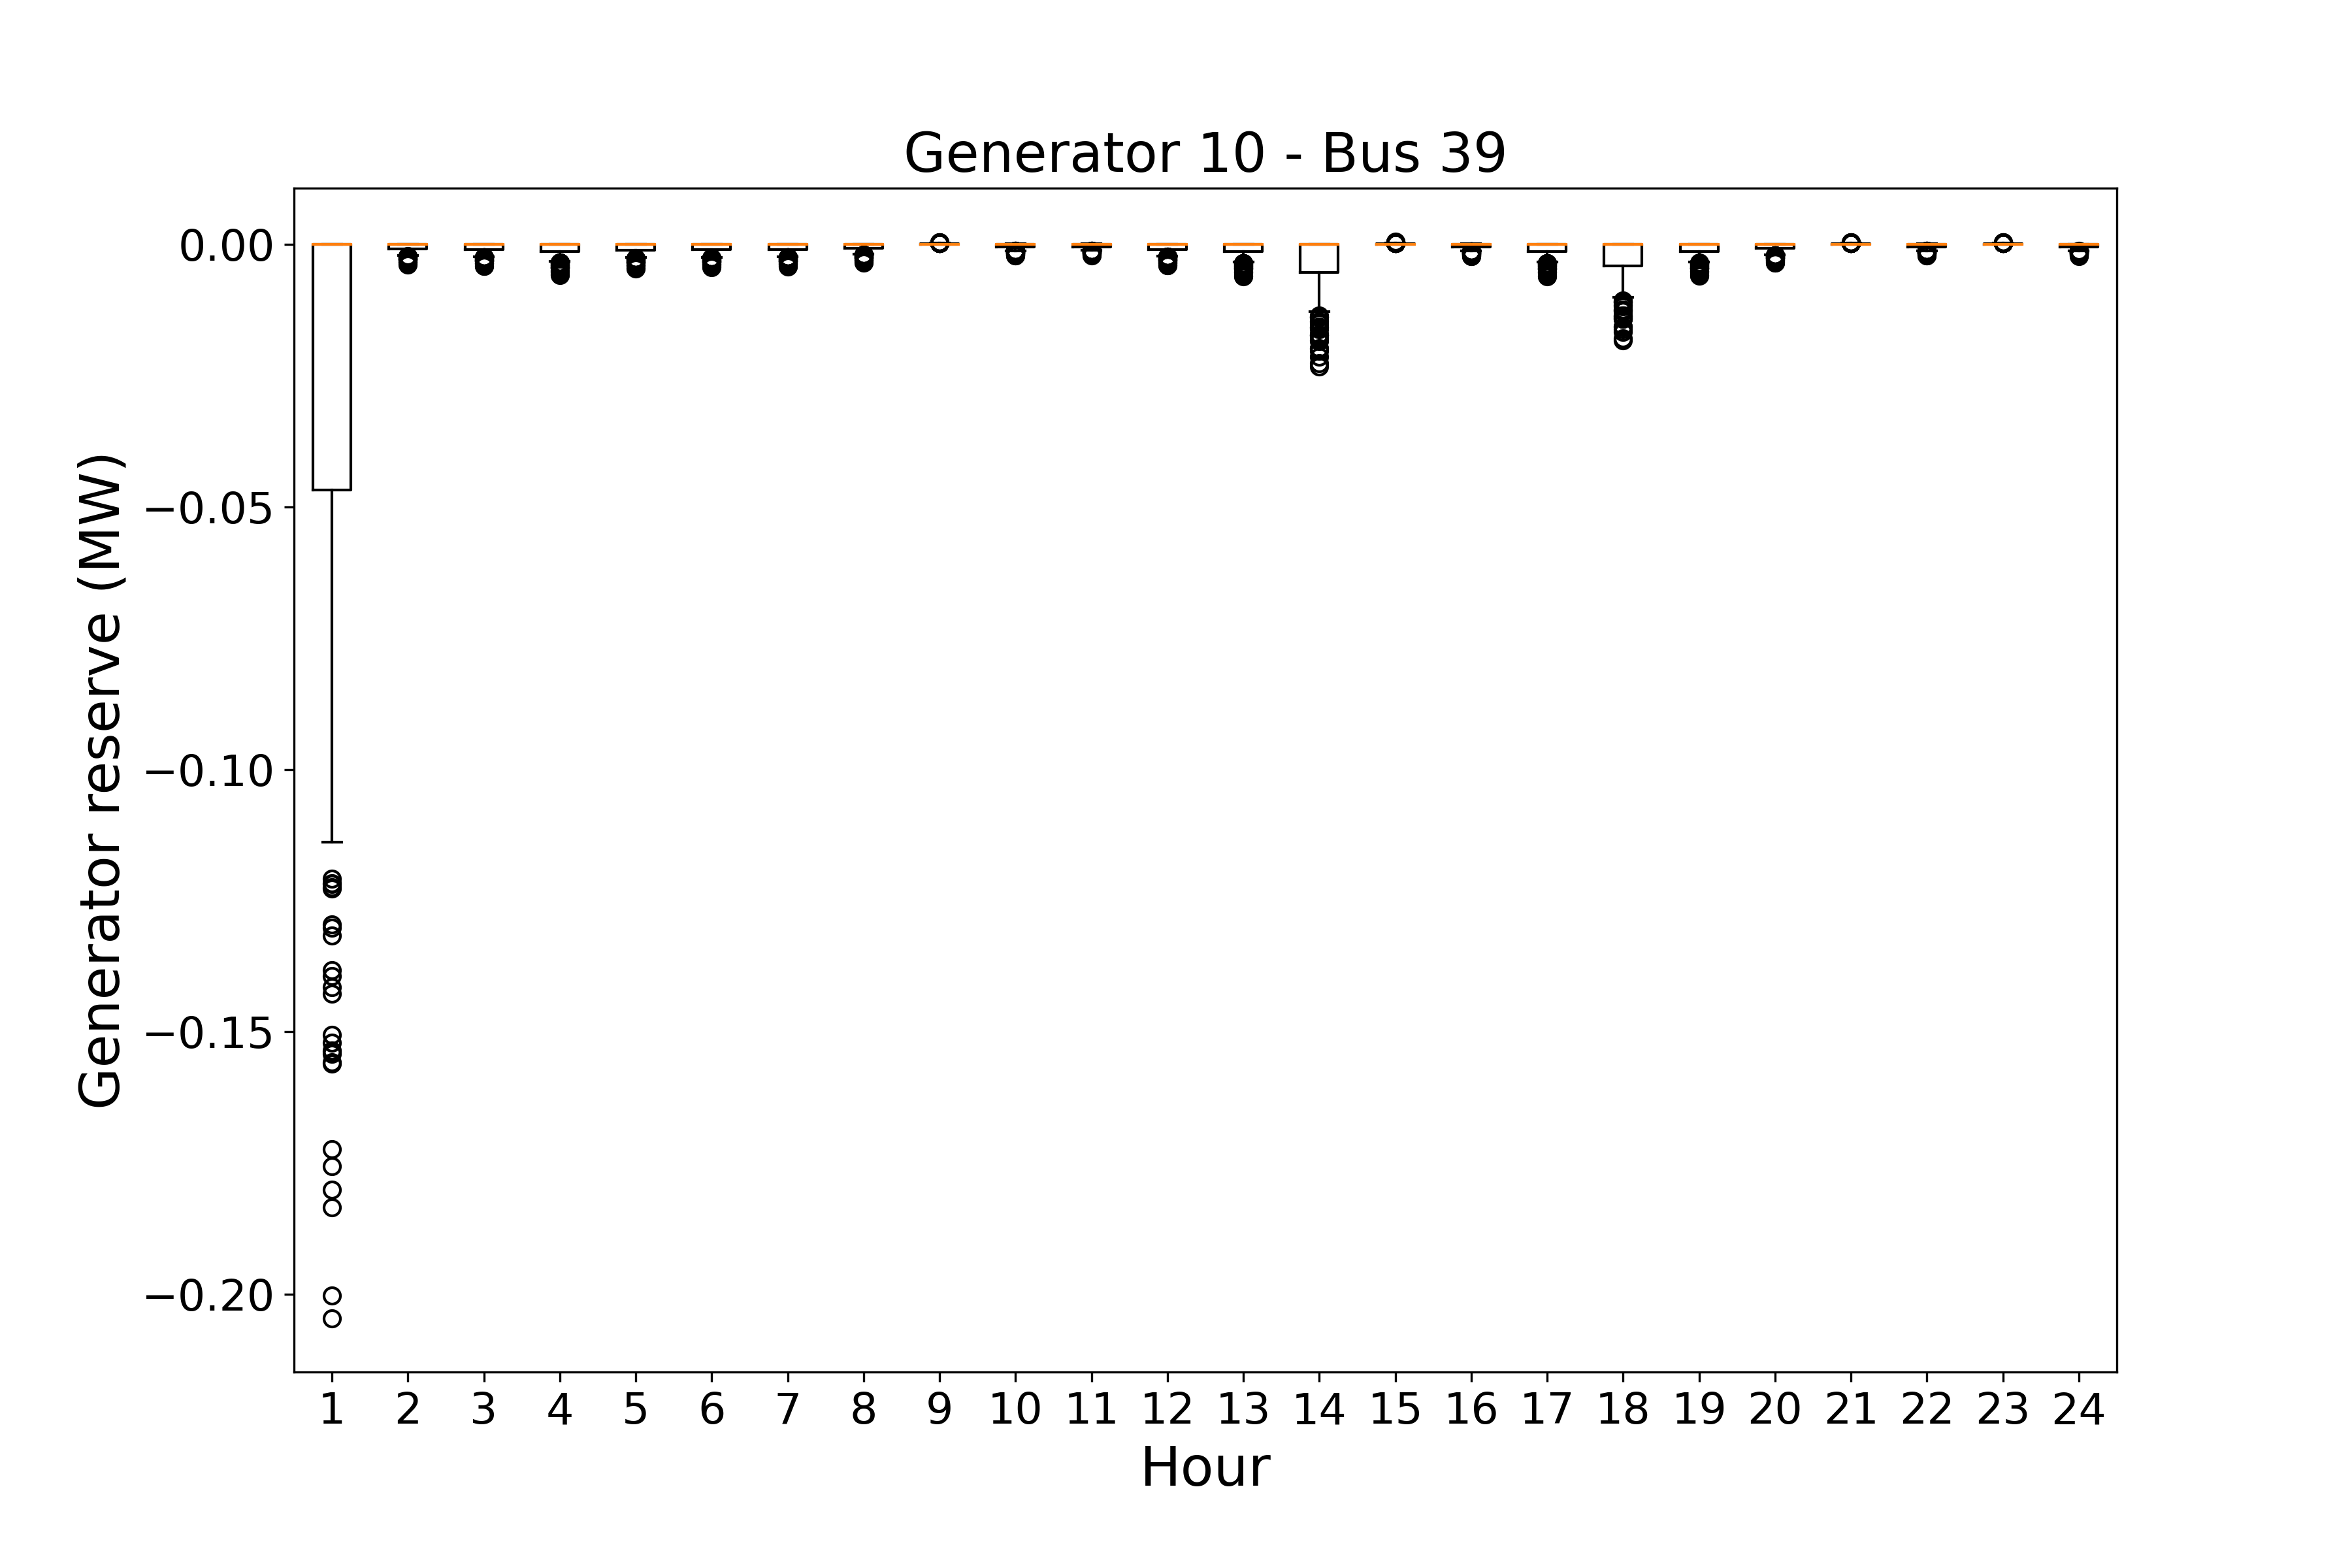 Generator 10 - Bus 39
Generator reserve (MW)
0.00
−0.05
−0.10
−0.15
−0.20
1 2 3 4 5 6 7 8 9 10 11 12 13 14 15 16 17 18 19 20 21 22 23 24
Hour